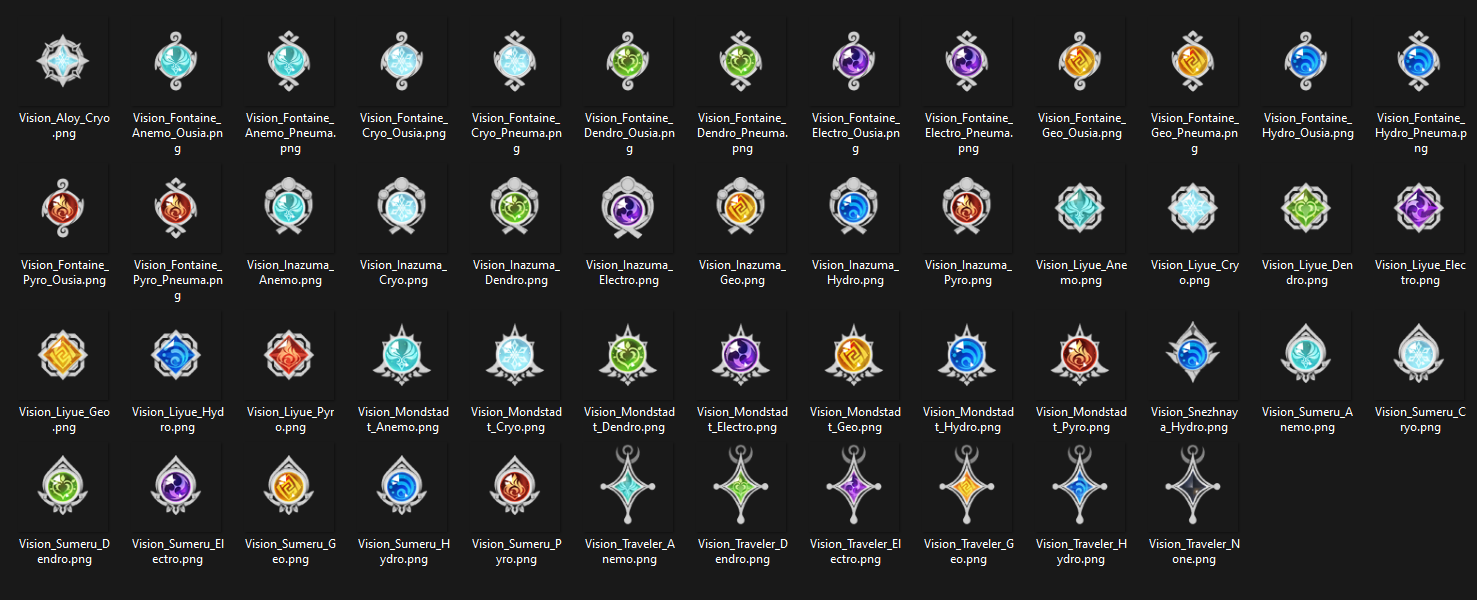 Vision_Aloy_Cryo
.png
Vision_Fontaine_
Anemo_Ousia.pn
g
Vision_Fontaine_
Anemo_Pneuma.
png
Vision_Fontaine_
Cryo_Ousia.png
Vision_Fontaine_
Cryo_Pneuma.pn
g
Vision_Fontaine_
Dendro_Ousia.pn
g
Vision_Fontaine_
Dendro_Pneuma.
png
Vision_Fontaine_
Electro_Ousia.pn
g
Vision_Fontaine_
Electro_Pneuma.
png
Vision_Fontaine_
Geo_Ousia.png
Vision_Fontaine_
Geo_Pneuma.pn
g
Vision_Fontaine_
Hydro_Ousia.png
Vision_Fontaine_
Hydro_Pneuma.p
ng
Vision_Fontaine_
Pyro_Ousia.png
Vision_Fontaine_
Pyro_Pneuma.pn
g
Vision_Inazuma_
Anemo.png
Vision_Inazuma_
Cryo.png
Vision_Inazuma_
Dendro.png
Vision_Inazuma_
Electro.png
Vision_Inazuma_
Geo.png
Vision_Inazuma_
Hydro.png
Vision_Inazuma_
Pyro.png
Vision_Liyue_Ane
mo.png
Vision_Liyue_Cry
o.png
Vision_Liyue_Den
dro.png
Vision_Liyue_Elec
tro.png
Vision_Liyue_Geo
.png
Vision_Liyue_Hyd
ro.png
Vision_Liyue_Pyr
o.png
Vision_Mondstad
t_Anemo.png
Vision_Mondstad
t_Cryo.png
Vision_Mondstad
t_Dendro.png
Vision_Mondstad
t_Electro.png
Vision_Mondstad
t_Geo.png
Vision_Mondstad
t_Hydro.png
Vision_Mondstad
t_Pyro.png
Vision_Snezhnay
a_Hydro.png
Vision_Sumeru_A
nemo.png
Vision_Sumeru_C
ryo.png
Vision_Sumeru_D
endro.png
Vision_Sumeru_El
ectro.png
Vision_Sumeru_G
eo.png
Vision_Sumeru_H
ydro.png
Vision_Sumeru_P
yro.png
Vision_Traveler_A
nemo.png
Vision_Traveler_D
endro.png
Vision_Traveler_El
ectro.png
Vision_Traveler_G
eo.png
Vision_Traveler_H
ydro.png
Vision_Traveler_N
one.png